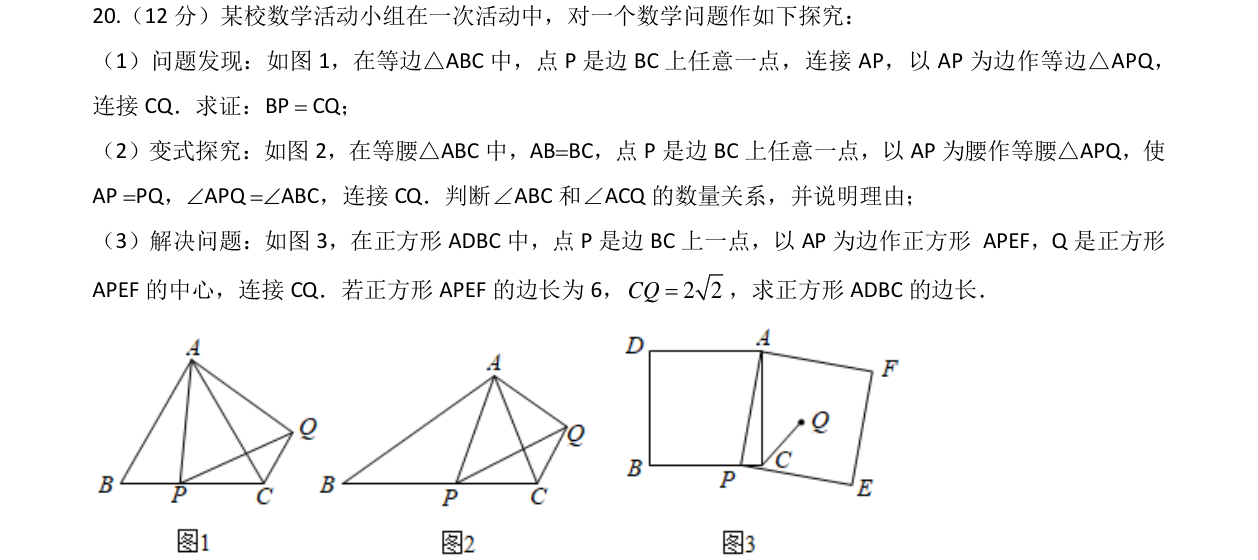 20.（12 分）某校数学活动小组在一次活动中，对一个数学问题作如下探究：
（1）问题发现：如图 1，在等边△ABC 中，点 P 是边 BC 上任意一点，连接 AP，以 AP 为边作等边△APQ，
连接 CQ．求证：BP = CQ；
（2）变式探究：如图 2，在等腰△ABC 中，AB=BC，点 P 是边 BC 上任意一点，以 AP 为腰作等腰△APQ，使
AP =PQ，∠APQ =∠ABC，连接 CQ．判断∠ABC 和∠ACQ 的数量关系，并说明理由；
（3）解决问题：如图 3，在正方形 ADBC 中，点 P 是边 BC 上一点，以 AP 为边作正方形 APEF，Q 是正方形
APEF 的中心，连接 CQ．若正方形 APEF 的边长为 6，CQ = 2√2，求正方形 ADBC 的边长．
A
Q
B
P
C
图1
A
Q
B
P
C
图2
D
A
F
Q
B
P
C
E
图3